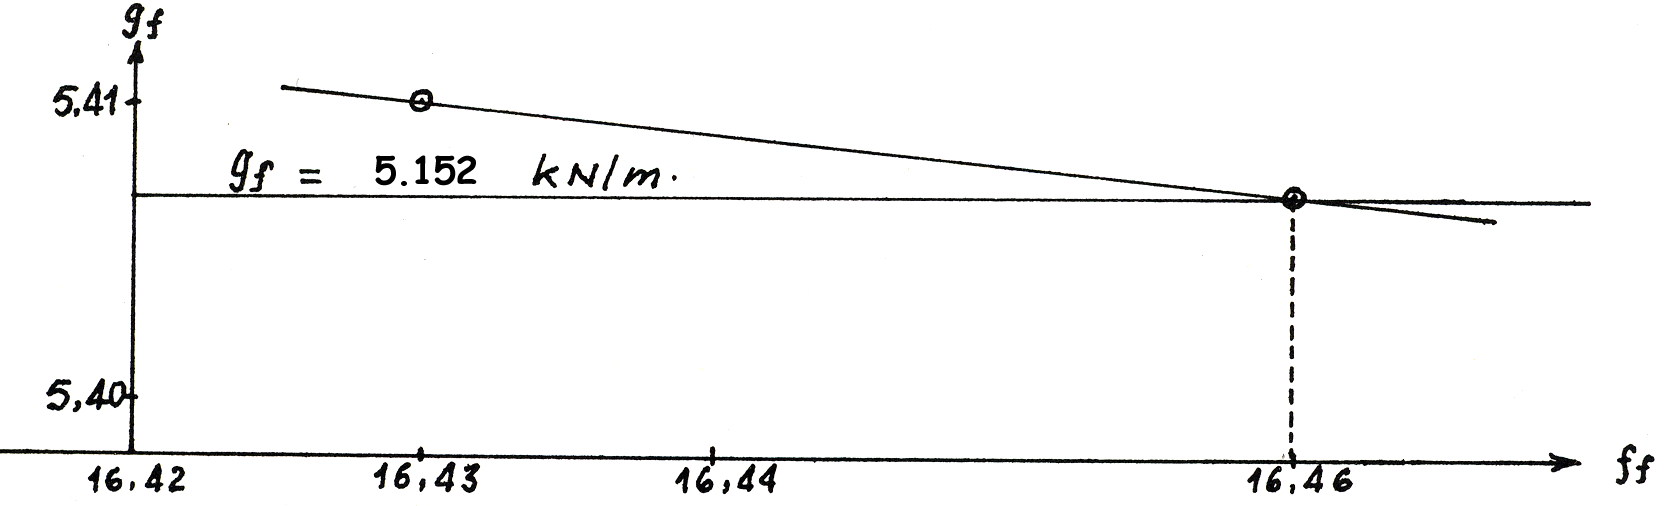 gf
5.41
gf = 5.152 kN/m.
5,40
16.42 16,43 16,44 16,46 ff